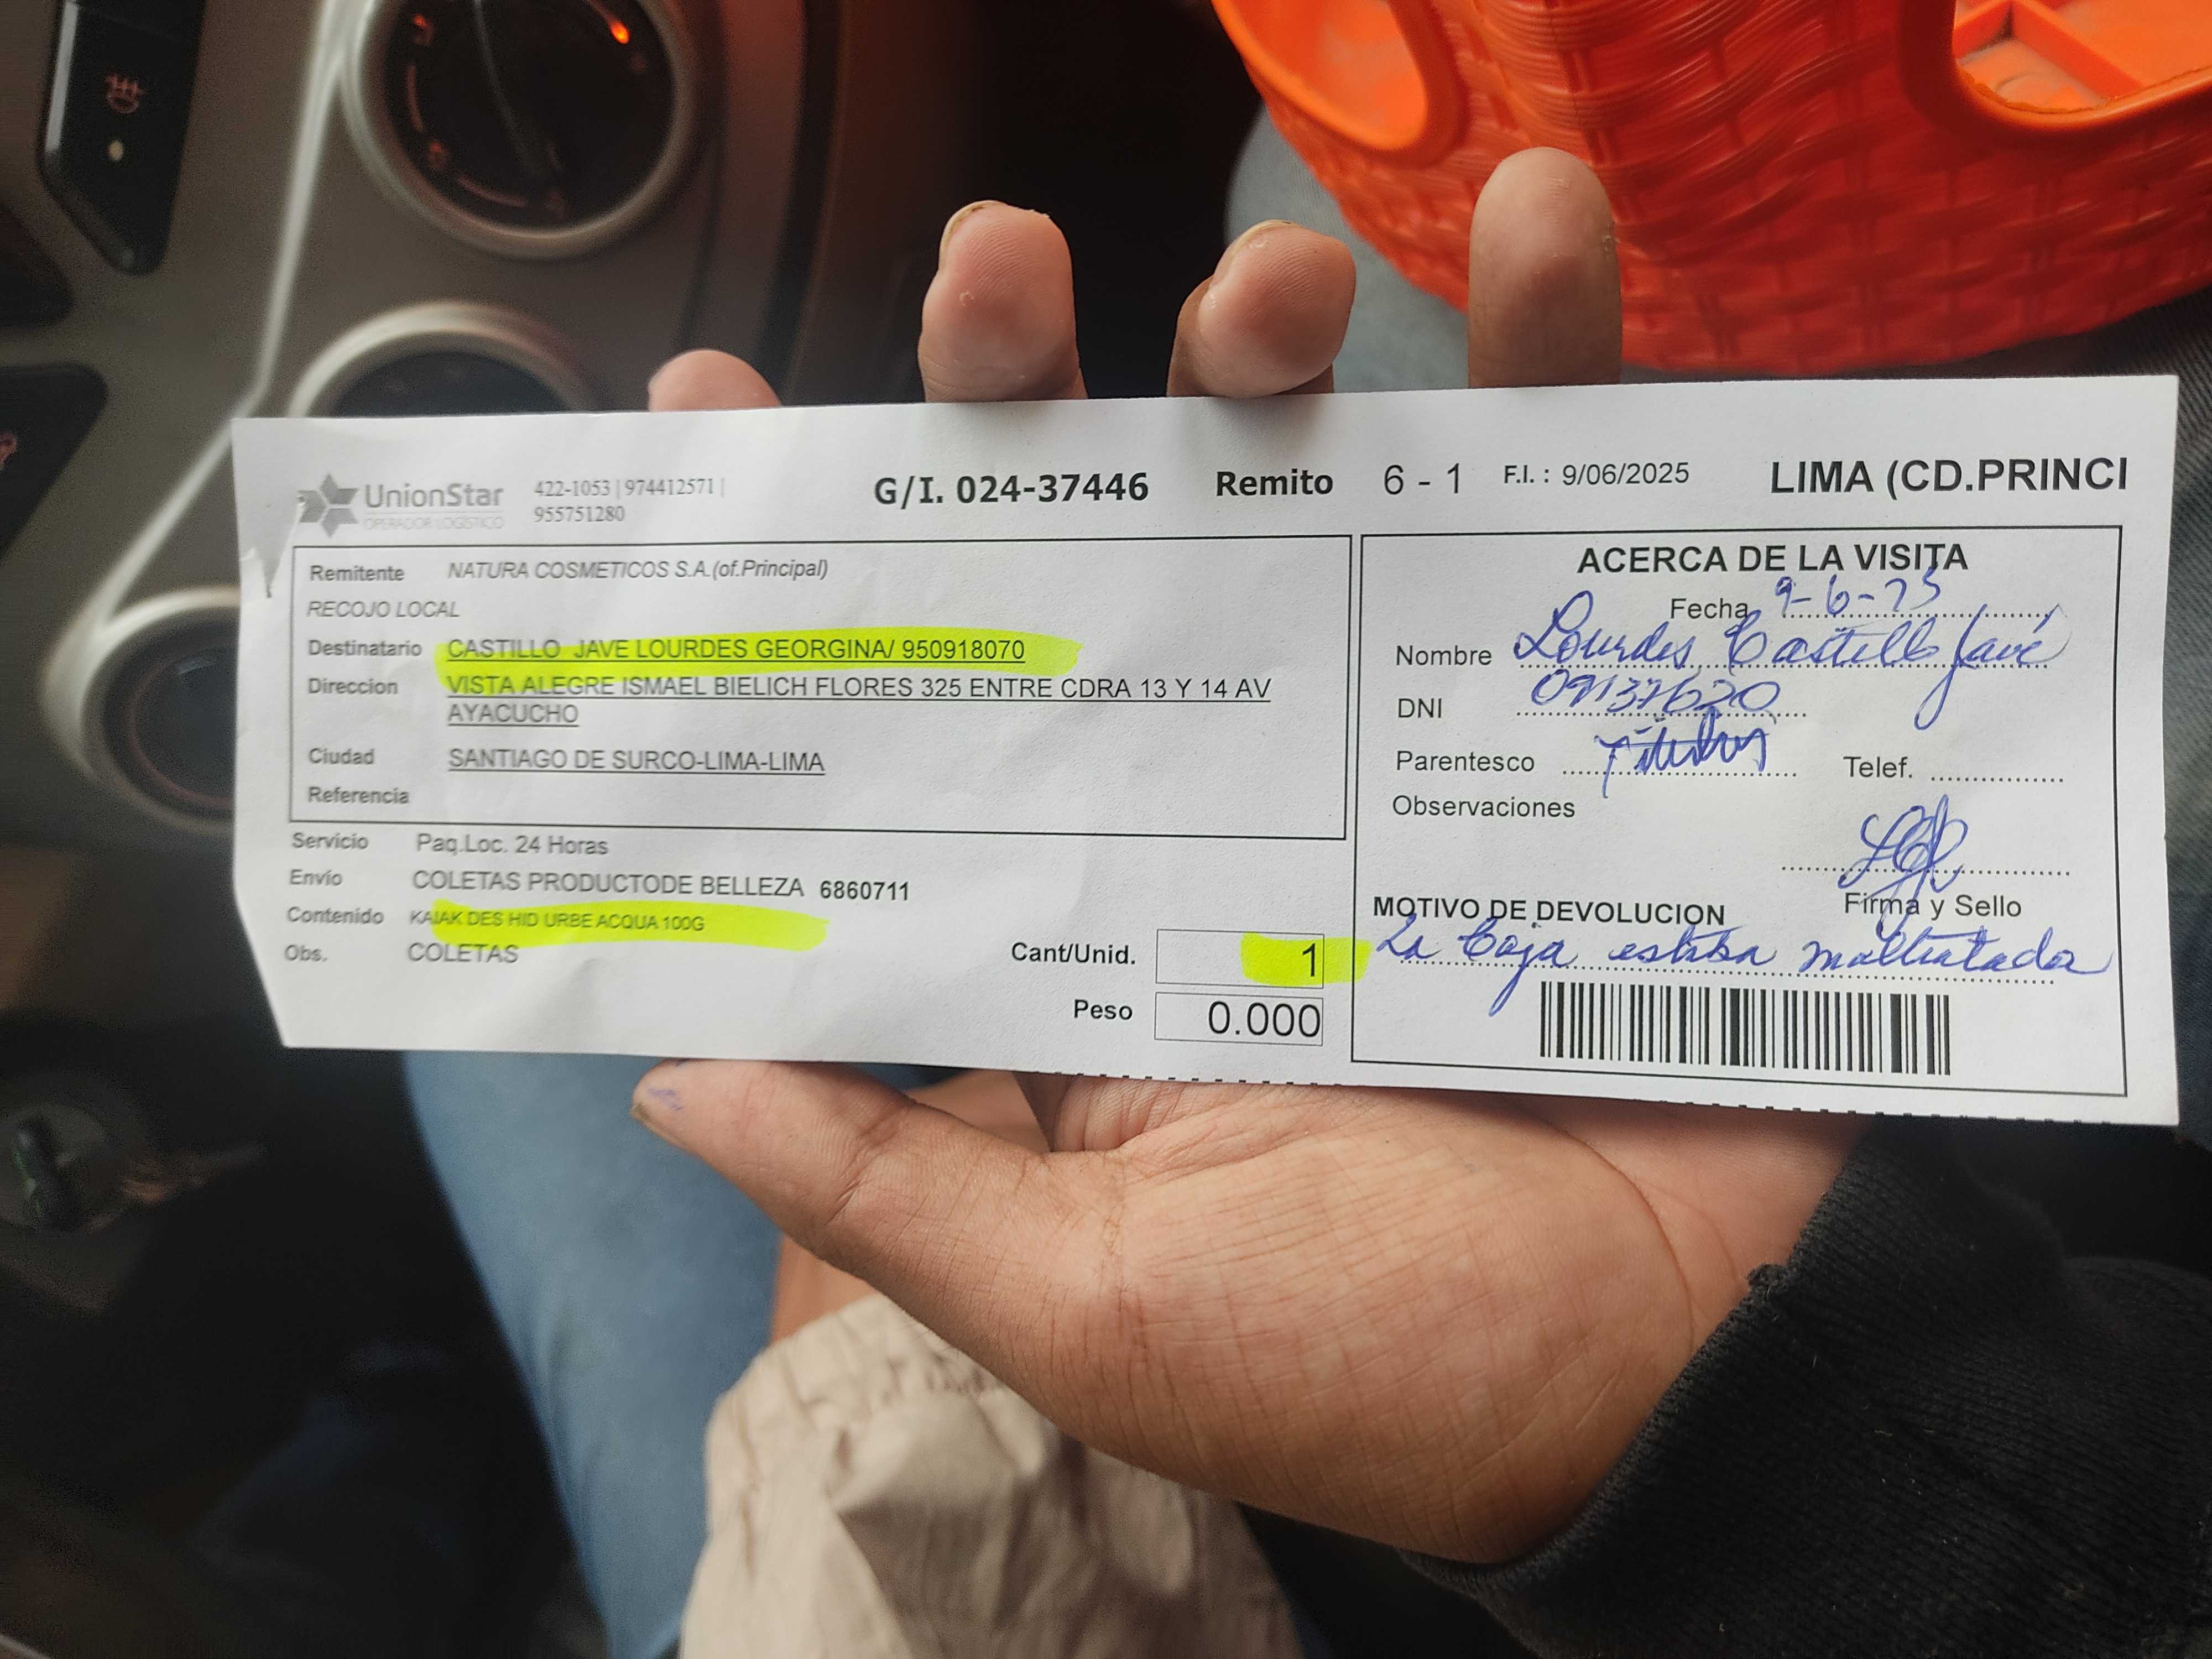 UnionStar 422-1053 | 974412571 | G/I. 024-37446 Remito 6 - 1 F.I. : 9/06/2025 LIMA (CD.PRINCI
OPERADOR LOGÍSTICO 955751280
Remitente NATURA COSMETICOS S.A.(of.Principal)
RECOJO LOCAL
Destinatario CASTILLO JAVE LOURDES GEORGINA/ 950918070
Direccion VISTA ALEGRE ISMAEL BIELICH FLORES 325 ENTRE CDRA 13 Y 14 AV
AYACUCHO
Ciudad SANTIAGO DE SURCO-LIMA-LIMA
Referencia
Servicio Paq.Loc. 24 Horas
Envío COLETAS PRODUCTODE BELLEZA 6860711
Contenido KAIAK DES HID URBE ACQUA 100G
Obs. COLETAS
Cant/Unid. 1
Peso 0.000
ACERCA DE LA VISITA
Fecha 9-6-25
Nombre Lourdes Castillo Javé
DNI 09137620
Parentesco Titular
Telef.
Observaciones
Firma y Sello
MOTIVO DE DEVOLUCION
La Caja estaba maltratada